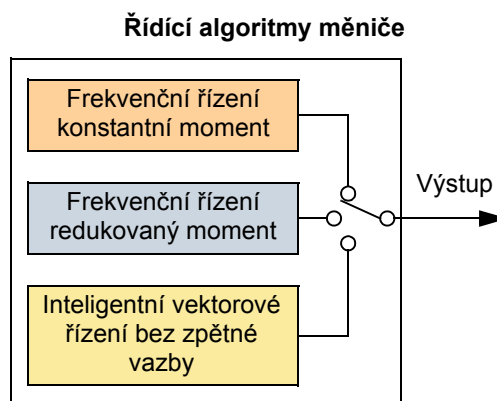 Řídící algoritmy měniče
Frekvenční řízení
konstantní moment
Frekvenční řízení
redukovaný moment
Výstup
Inteligentní vektorové
řízení bez zpětné
vazby